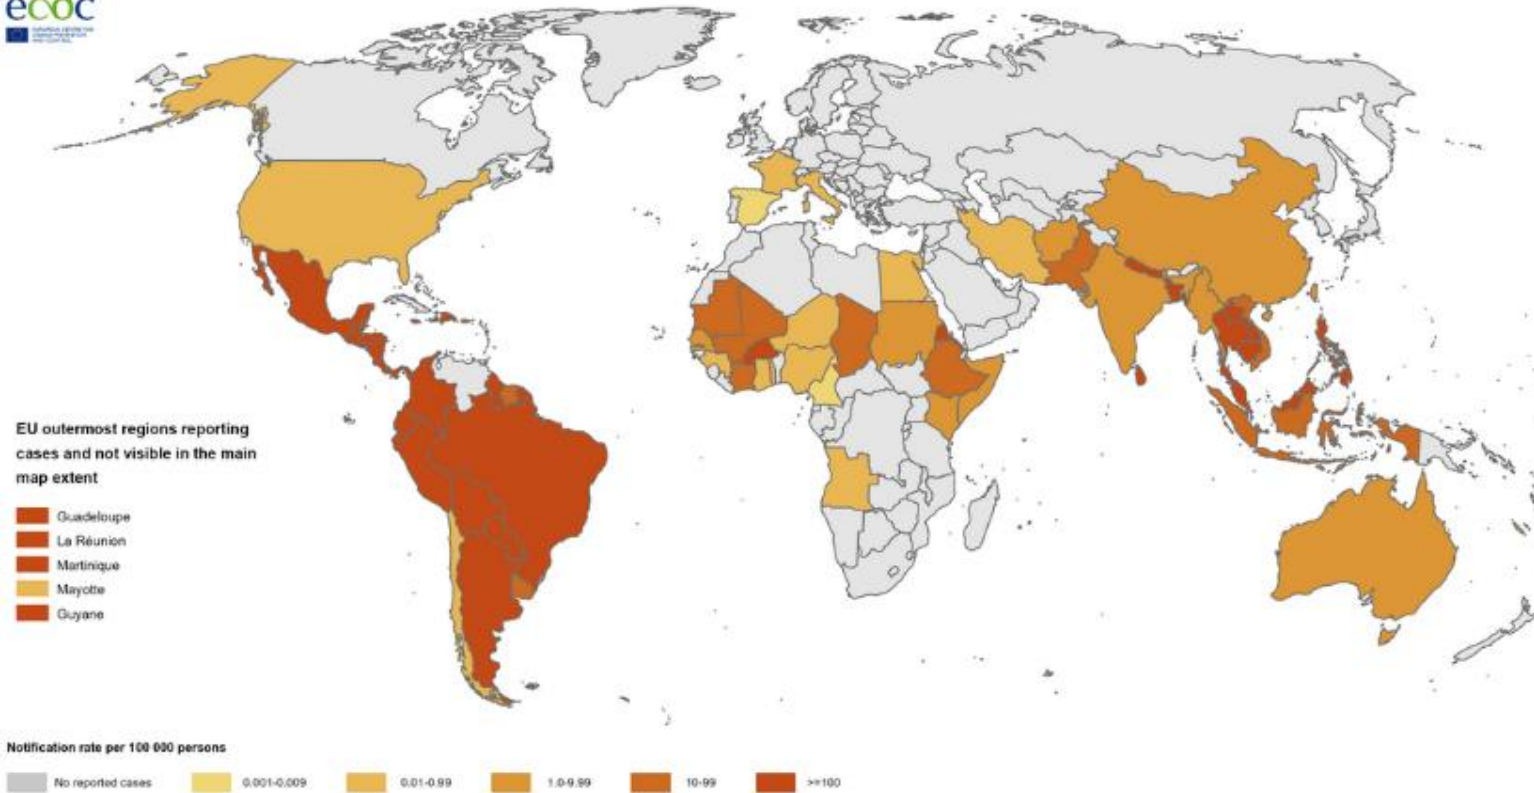 ecoc
EU outermost regions reporting
cases and not visible in the main
map extent
Guadeloupe
La Réunion
Martinique
Mayotte
Guyane
Notification rate per 100 000 persons
No reported cases
0.001-0.009
0.01-0.99
1.0-9.99
10-99
>=100